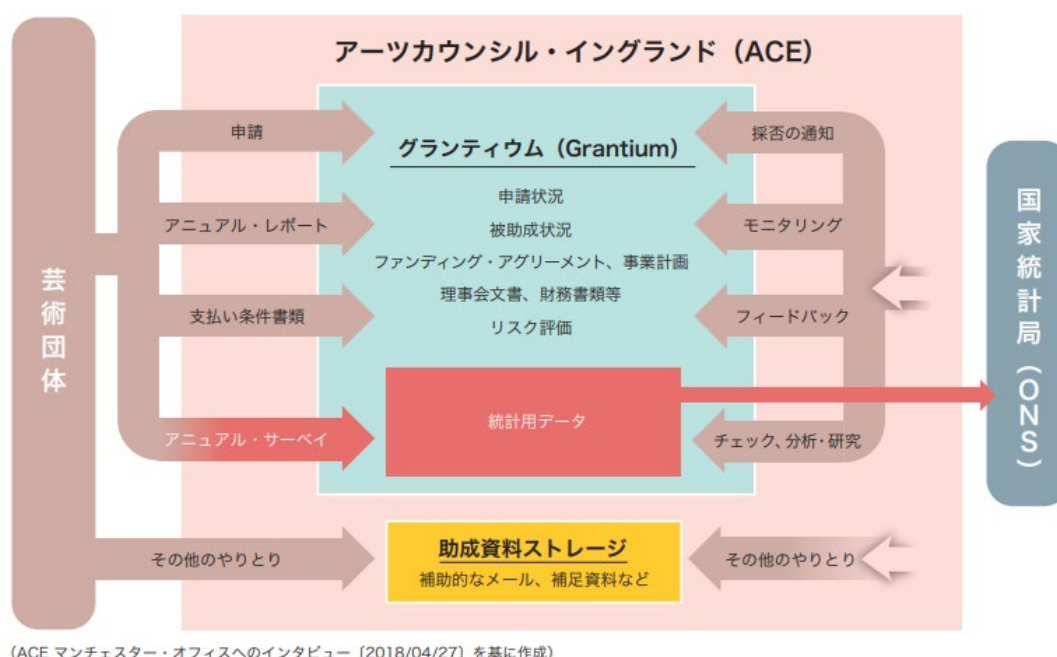 アーツカウンシル・イングランド（ACE）
芸術団体
申請
アニュアル・レポート
支払い条件書類
アニュアル・サーベイ
その他のやりとり
グランティウム（Grantium）
申請状況
被助成状況
ファンディング・アグリーメント、事業計画
理事会文書、財務書類等
リスク評価
統計用データ
助成資料ストレージ
補助的なメール、補足資料など
採否の通知
モニタリング
フィードバック
チェック、分析・研究
その他のやりとり
国家統計局（ONS）
（ACE マンチェスター・オフィスへのインタビュー〔2018/04/27〕を基に作成）